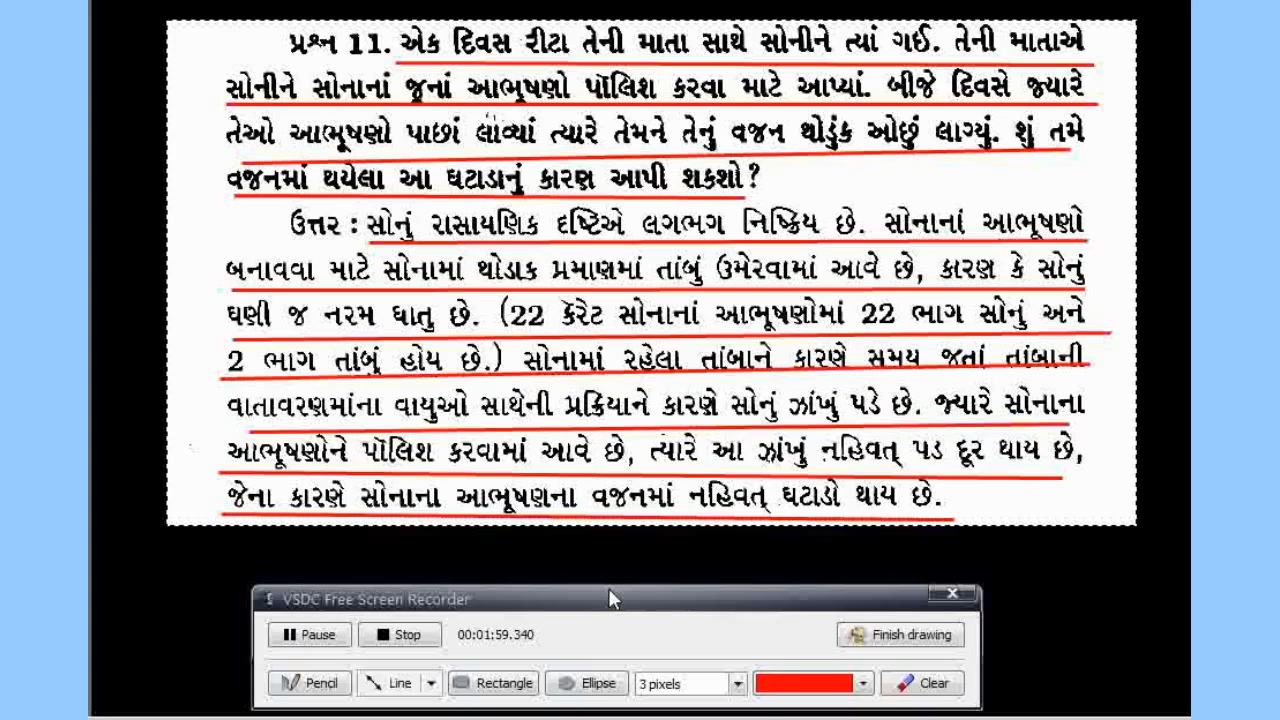 પ્રશ્ન 11. એક દિવસ રીટા તેની માતા સાથે સોનીને ત્યાં ગઈ. તેની માતાએ
સોનીને સોનાનાં જૂનાં આભૂષણો પૉલિશ કરવા માટે આપ્યાં. બીજે દિવસે જ્યારે
તેઓ આભૂષણો પાછાં લાવ્યાં ત્યારે તેમને તેનું વજન થોડુંક ઓછું લાગ્યું. શું તમે
વજનમાં થયેલા આ ઘટાડાનું કારણ આપી શકશો?
ઉત્તર : સોનું રાસાયણિક દૃષ્ટિએ લગભગ નિષ્ક્રિય છે. સોનાનાં આભૂષણો
બનાવવા માટે સોનામાં થોડાક પ્રમાણમાં તાંબું ઉમેરવામાં આવે છે, કારણ કે સોનું
ઘણી જ નરમ ધાતુ છે. (22 કૅરેટ સોનાનાં આભૂષણોમાં 22 ભાગ સોનું અને
2 ભાગ તાંબું હોય છે.) સોનામાં રહેલા તાંબાને કારણે સમય જતાં તાંબાની
વાતાવરણમાંના વાયુઓ સાથેની પ્રક્રિયાને કારણે સોનું ઝાંખું પડે છે. જ્યારે સોનાના
આભૂષણોને પૉલિશ કરવામાં આવે છે, ત્યારે આ ઝાંખું નહિવત્ પડ દૂર થાય છે,
જેના કારણે સોનાના આભૂષણના વજનમાં નહિવત્ ઘટાડો થાય છે.
VSDC Free Screen Recorder
Pause Stop 00:01:59.340 Finish drawing
Pencil Line Rectangle Ellipse 3 pixels Clear